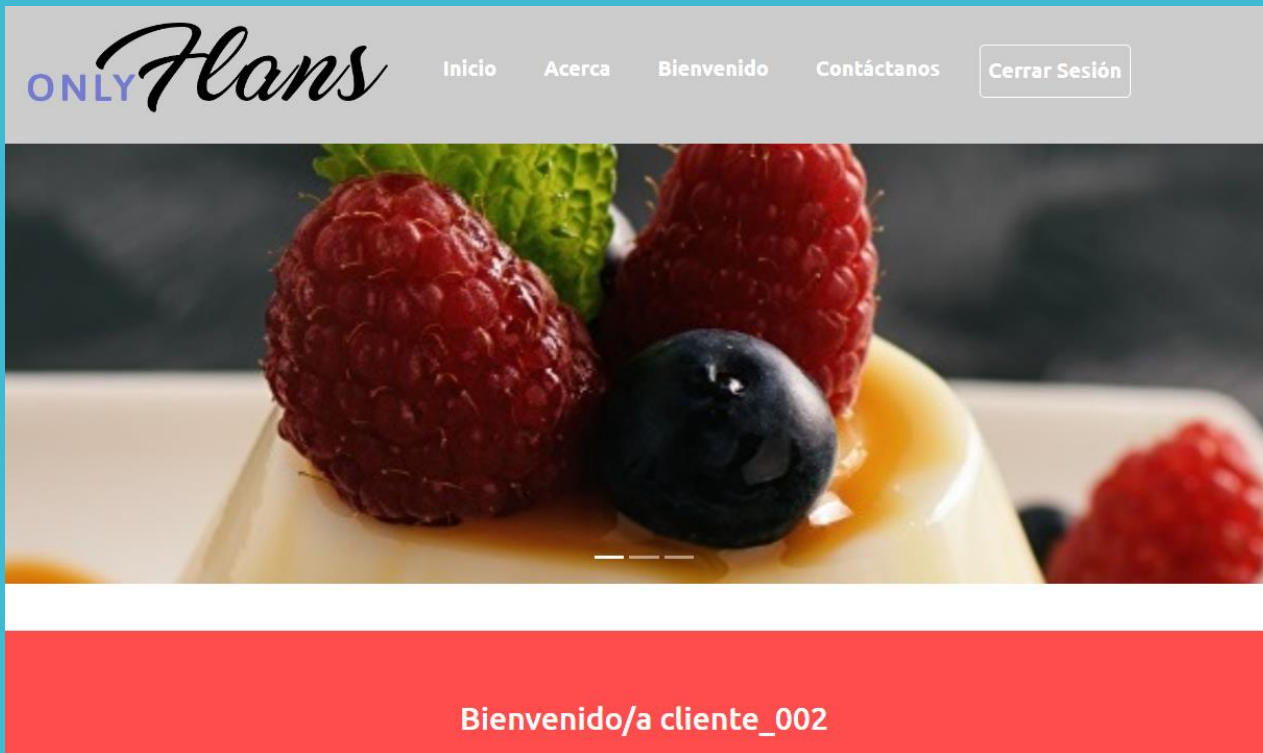 ONLY Flans
Inicio Acerca Bienvenido Contáctanos Cerrar Sesión
Bienvenido/a cliente_002